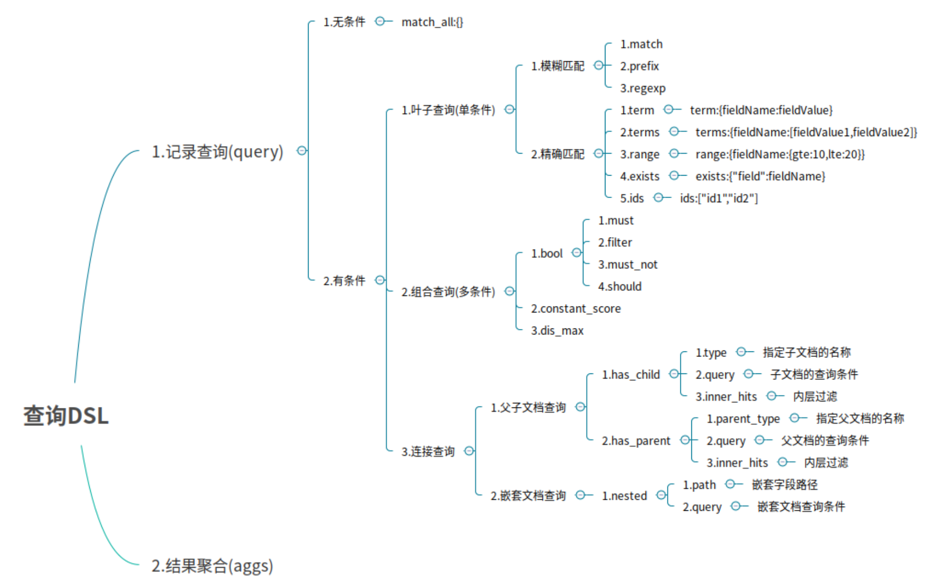 查询DSL
1.记录查询(query)
1.无条件
match_all:{}
2.有条件
1.叶子查询(单条件)
1.模糊匹配
1.match
2.prefix
3.regexp
2.精确匹配
1.term
term:{fieldName:fieldValue}
2.terms
terms:{fieldName:[fieldValue1,fieldValue2]}
3.range
range:{fieldName:{gte:10,lte:20}}
4.exists
exists:{"field":fieldName}
5.ids
ids:["id1","id2"]
2.组合查询(多条件)
1.bool
1.must
2.filter
3.must_not
4.should
2.constant_score
3.dis_max
3.连接查询
1.父子文档查询
1.has_child
1.type
指定子文档的名称
2.query
子文档的查询条件
3.inner_hits
内层过滤
2.has_parent
1.parent_type
指定父文档的名称
2.query
父文档的查询条件
3.inner_hits
内层过滤
2.嵌套文档查询
1.nested
1.path
嵌套字段路径
2.query
嵌套文档查询条件
2.结果聚合(aggs)